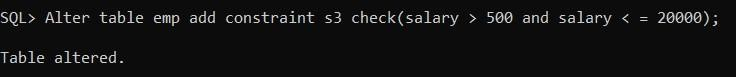 SQL> Alter table emp add constraint s3 check(salary > 500 and salary < = 20000);
Table altered.